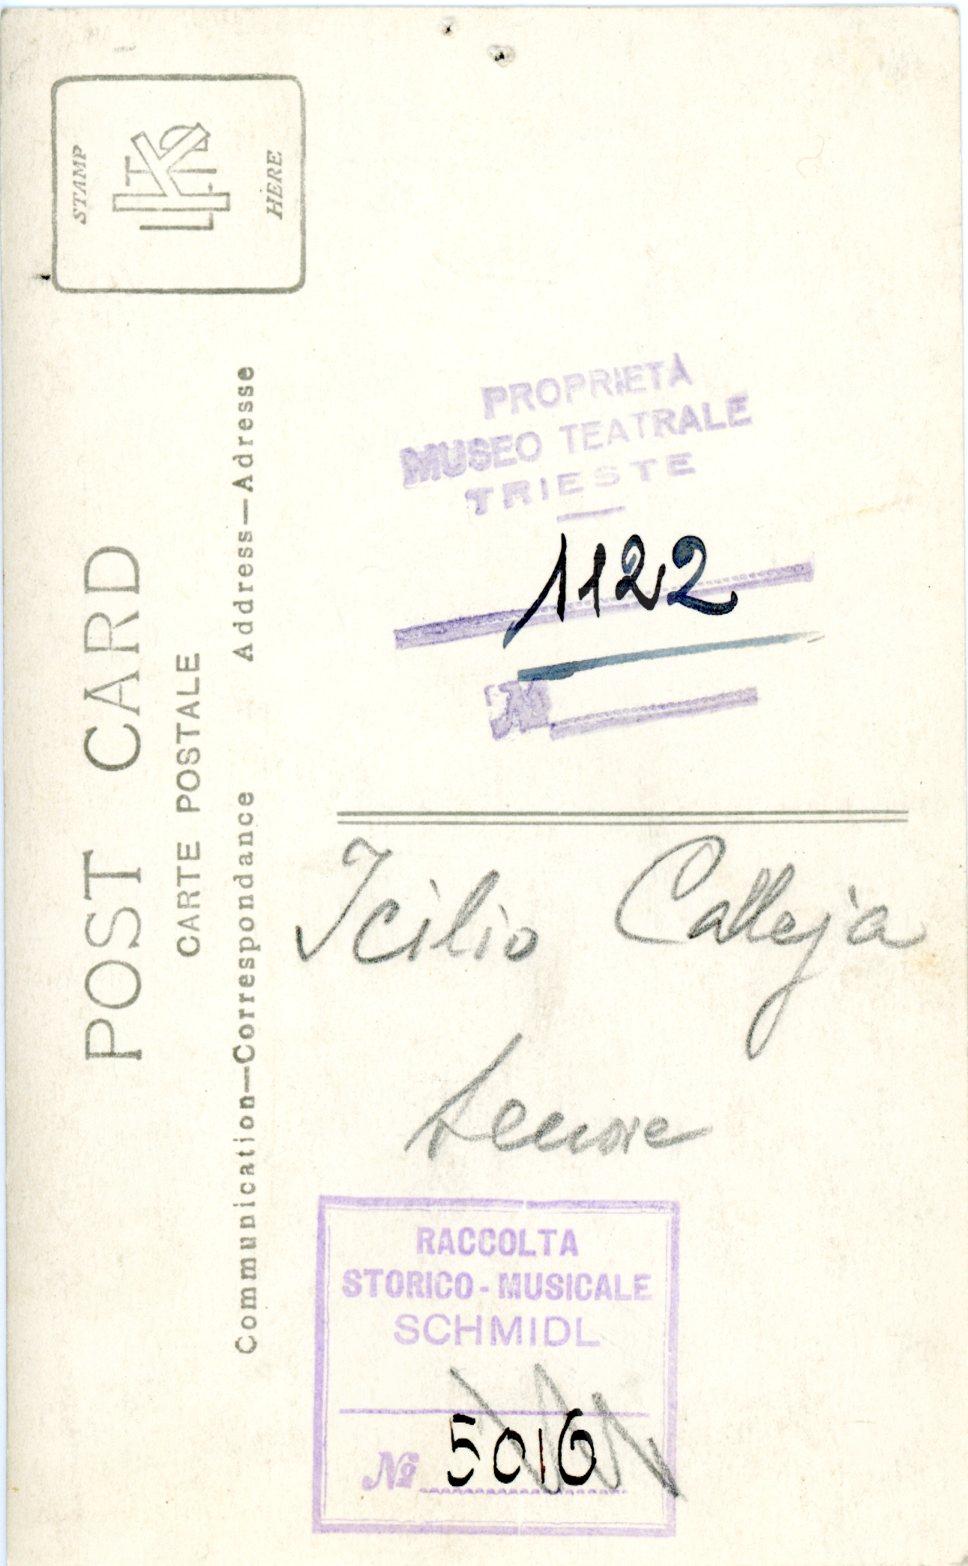 STAMP
HERE
POST CARD
CARTE POSTALE
Communication—Correspondance Address—Adresse
PROPRIETÀ
MUSEO TEATRALE
TRIESTE
1122
№
Icilio Calleja
tenore
RACCOLTA
STORICO-MUSICALE
SCHMIDL
№ 5016